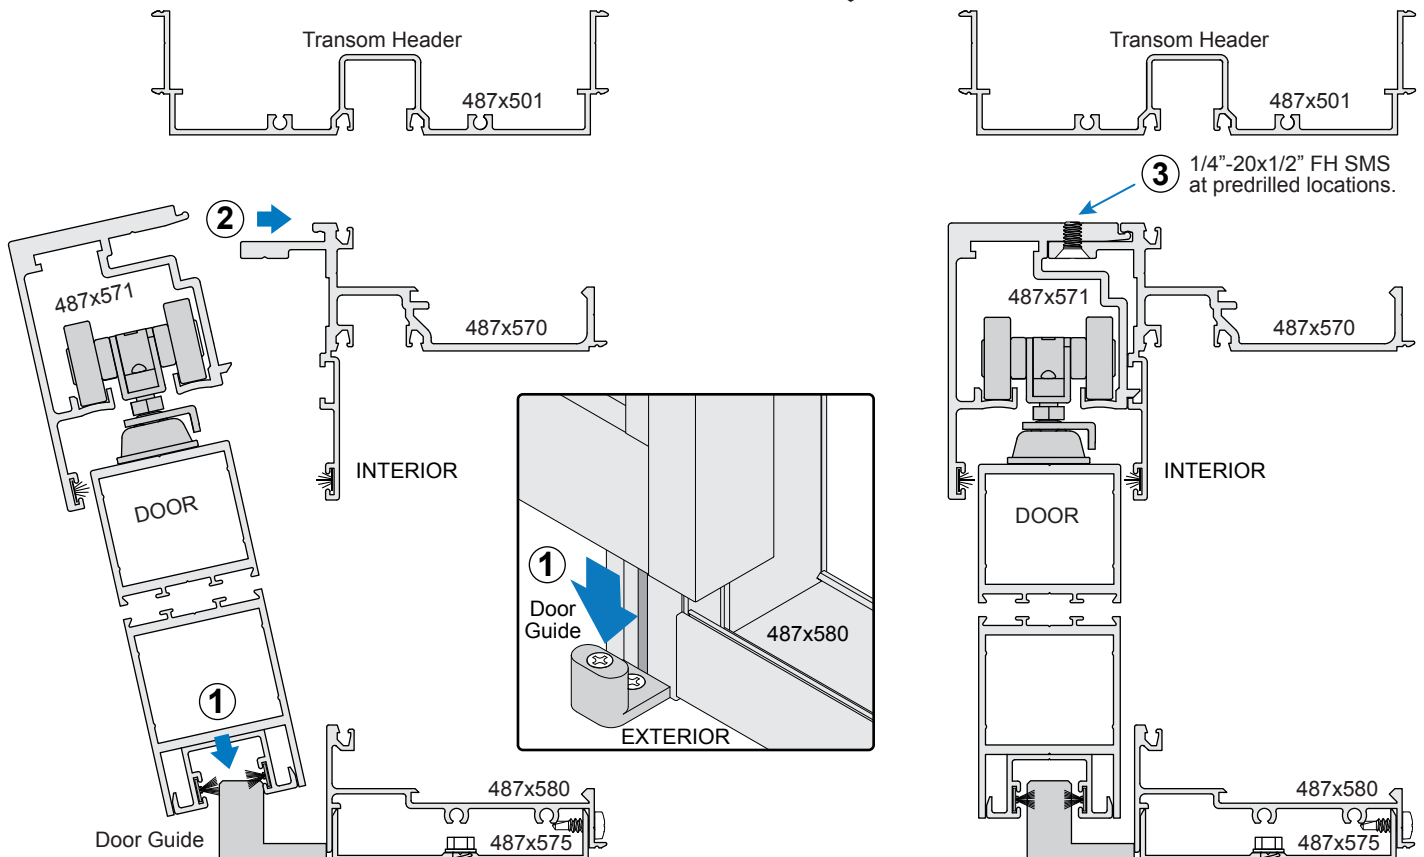 Transom Header
487x501
2
487x571
487x570
INTERIOR
DOOR
1
Door Guide
487x580
487x575
1
Door
Guide
487x580
EXTERIOR
Transom Header
487x501
3
1/4”-20x1/2” FH SMS
at predrilled locations.
487x571
487x570
INTERIOR
DOOR
487x580
487x575